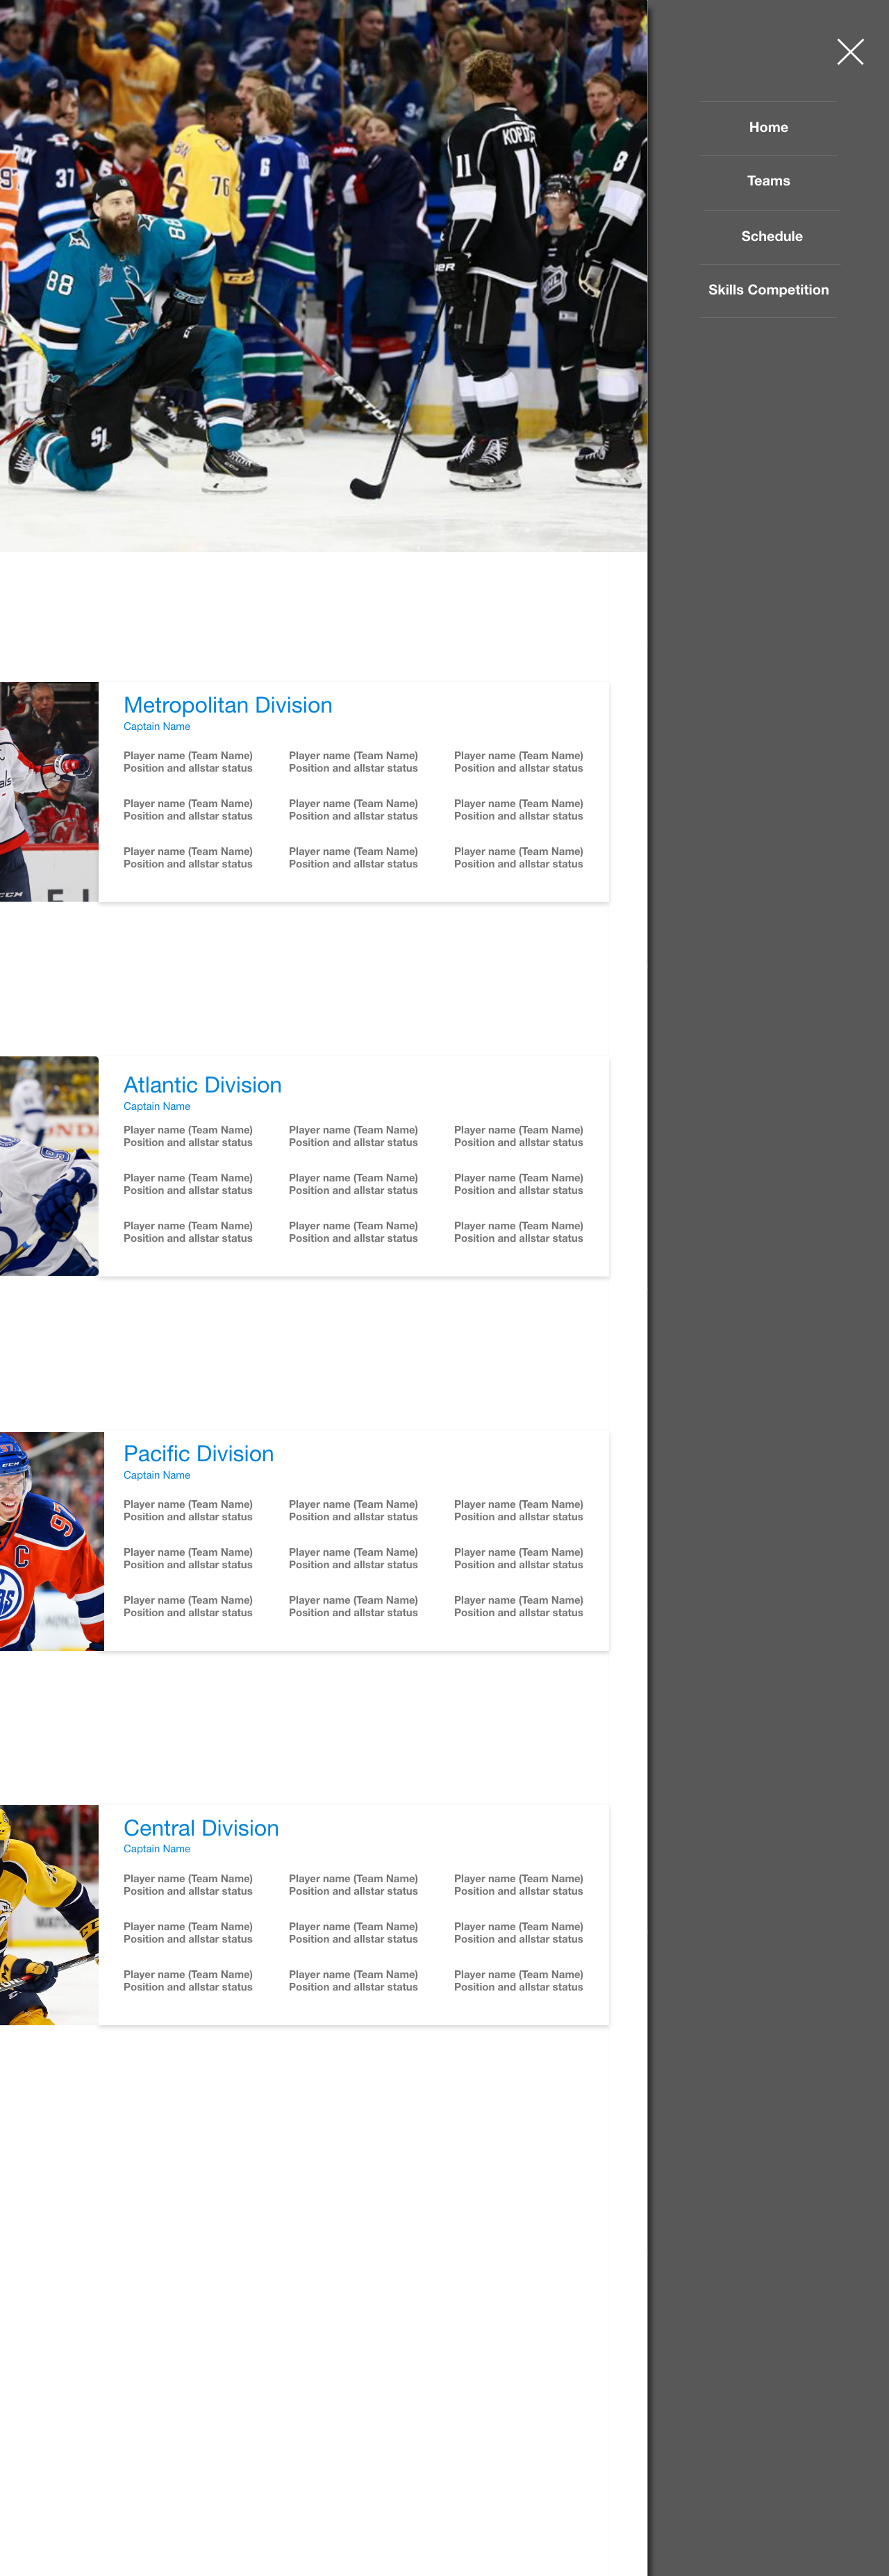 37
76
6
34
KOPITAR
11
8
88
88
EASTON
CCM
Home
Teams
Schedule
Skills Competition
Metropolitan Division
Captain Name
Player name (Team Name) Player name (Team Name) Player name (Team Name)
Position and allstar status Position and allstar status Position and allstar status
Player name (Team Name) Player name (Team Name) Player name (Team Name)
Position and allstar status Position and allstar status Position and allstar status
Player name (Team Name) Player name (Team Name) Player name (Team Name)
Position and allstar status Position and allstar status Position and allstar status
Atlantic Division
Captain Name
Player name (Team Name) Player name (Team Name) Player name (Team Name)
Position and allstar status Position and allstar status Position and allstar status
Player name (Team Name) Player name (Team Name) Player name (Team Name)
Position and allstar status Position and allstar status Position and allstar status
Player name (Team Name) Player name (Team Name) Player name (Team Name)
Position and allstar status Position and allstar status Position and allstar status
Pacific Division
Captain Name
97
C
Player name (Team Name) Player name (Team Name) Player name (Team Name)
Position and allstar status Position and allstar status Position and allstar status
Player name (Team Name) Player name (Team Name) Player name (Team Name)
Position and allstar status Position and allstar status Position and allstar status
Player name (Team Name) Player name (Team Name) Player name (Team Name)
Position and allstar status Position and allstar status Position and allstar status
Central Division
Captain Name
Player name (Team Name) Player name (Team Name) Player name (Team Name)
Position and allstar status Position and allstar status Position and allstar status
Player name (Team Name) Player name (Team Name) Player name (Team Name)
Position and allstar status Position and allstar status Position and allstar status
Player name (Team Name) Player name (Team Name) Player name (Team Name)
Position and allstar status Position and allstar status Position and allstar status